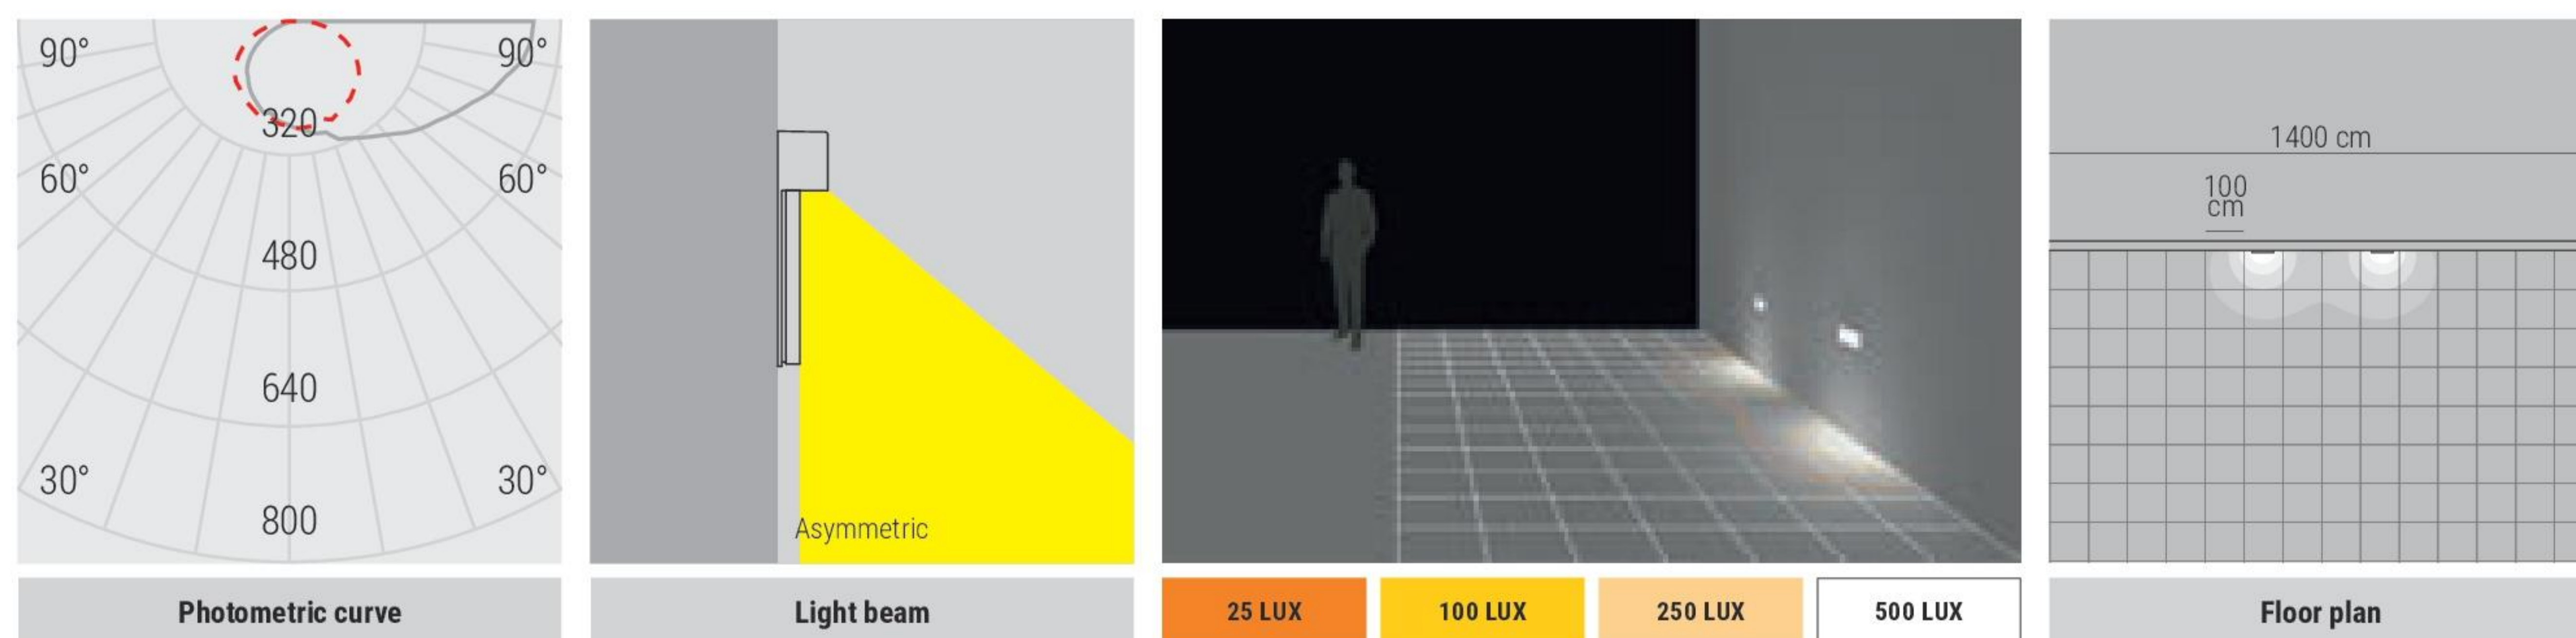 90°
90°
320
60°
60°
480
640
30°
30°
800
Photometric curve
Asymmetric
Light beam
25 LUX
100 LUX
250 LUX
500 LUX
1400 cm
100
cm
Floor plan